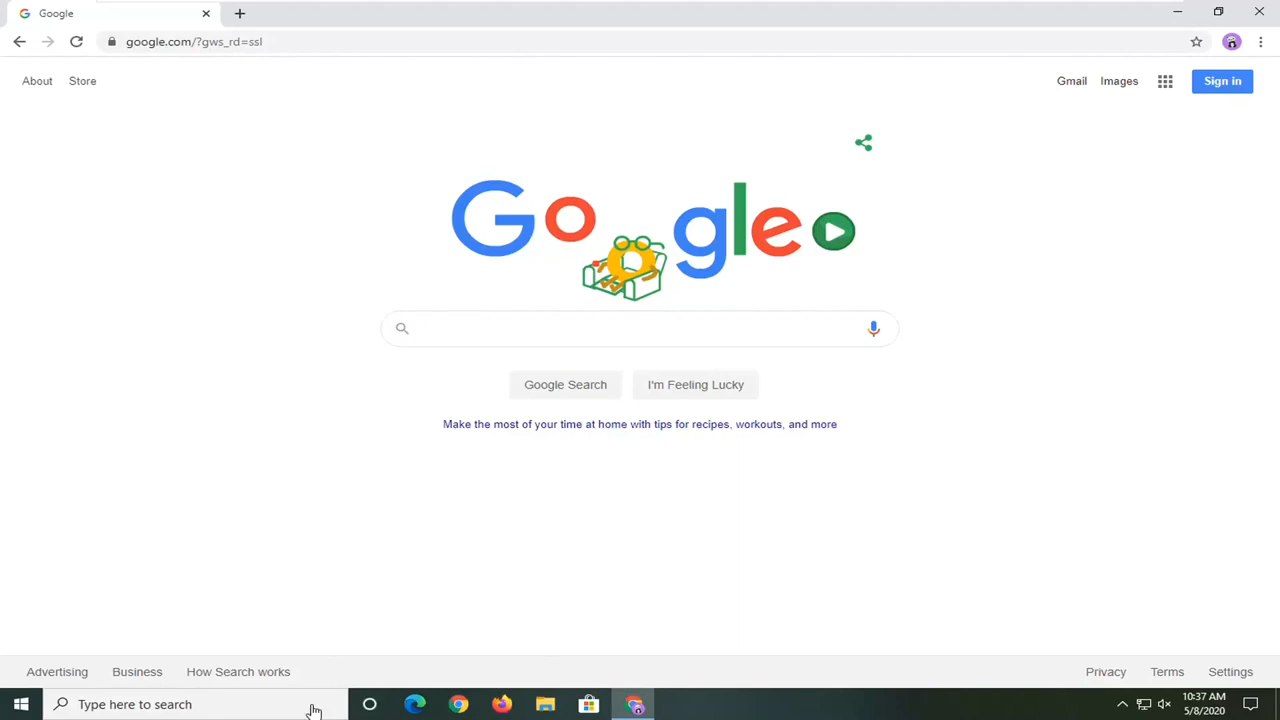 Google
google.com/?gws_rd=ssl
About Store Gmail Images Sign in
Google
Google Search I'm Feeling Lucky
Make the most of your time at home with tips for recipes, workouts, and more
Advertising Business How Search works Privacy Terms Settings
Type here to search 10:37 AM
5/8/2020